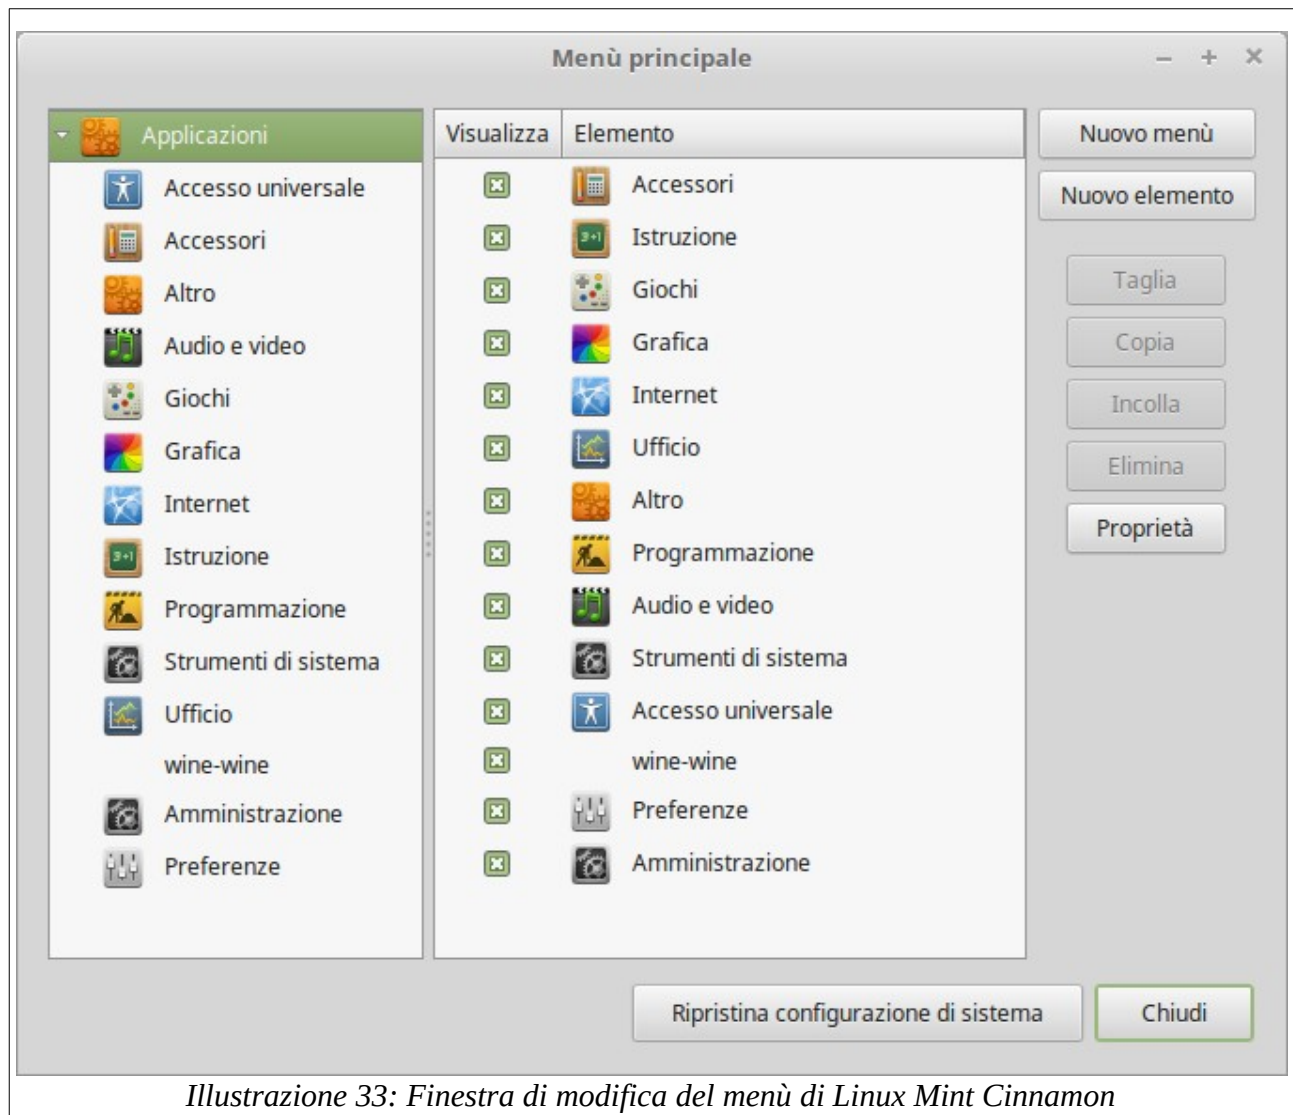 Menù principale
Applicazioni
Accesso universale
Accessori
Altro
Audio e video
Giochi
Grafica
Internet
Istruzione
Programmazione
Strumenti di sistema
Ufficio
wine-wine
Amministrazione
Preferenze
Visualizza Elemento
Accessori
Istruzione
Giochi
Grafica
Internet
Ufficio
Altro
Programmazione
Audio e video
Strumenti di sistema
Accesso universale
wine-wine
Preferenze
Amministrazione
Nuovo menù
Nuovo elemento
Taglia
Copia
Incolla
Elimina
Proprietà
Ripristina configurazione di sistema
Chiudi
Illustrazione 33: Finestra di modifica del menù di Linux Mint Cinnamon